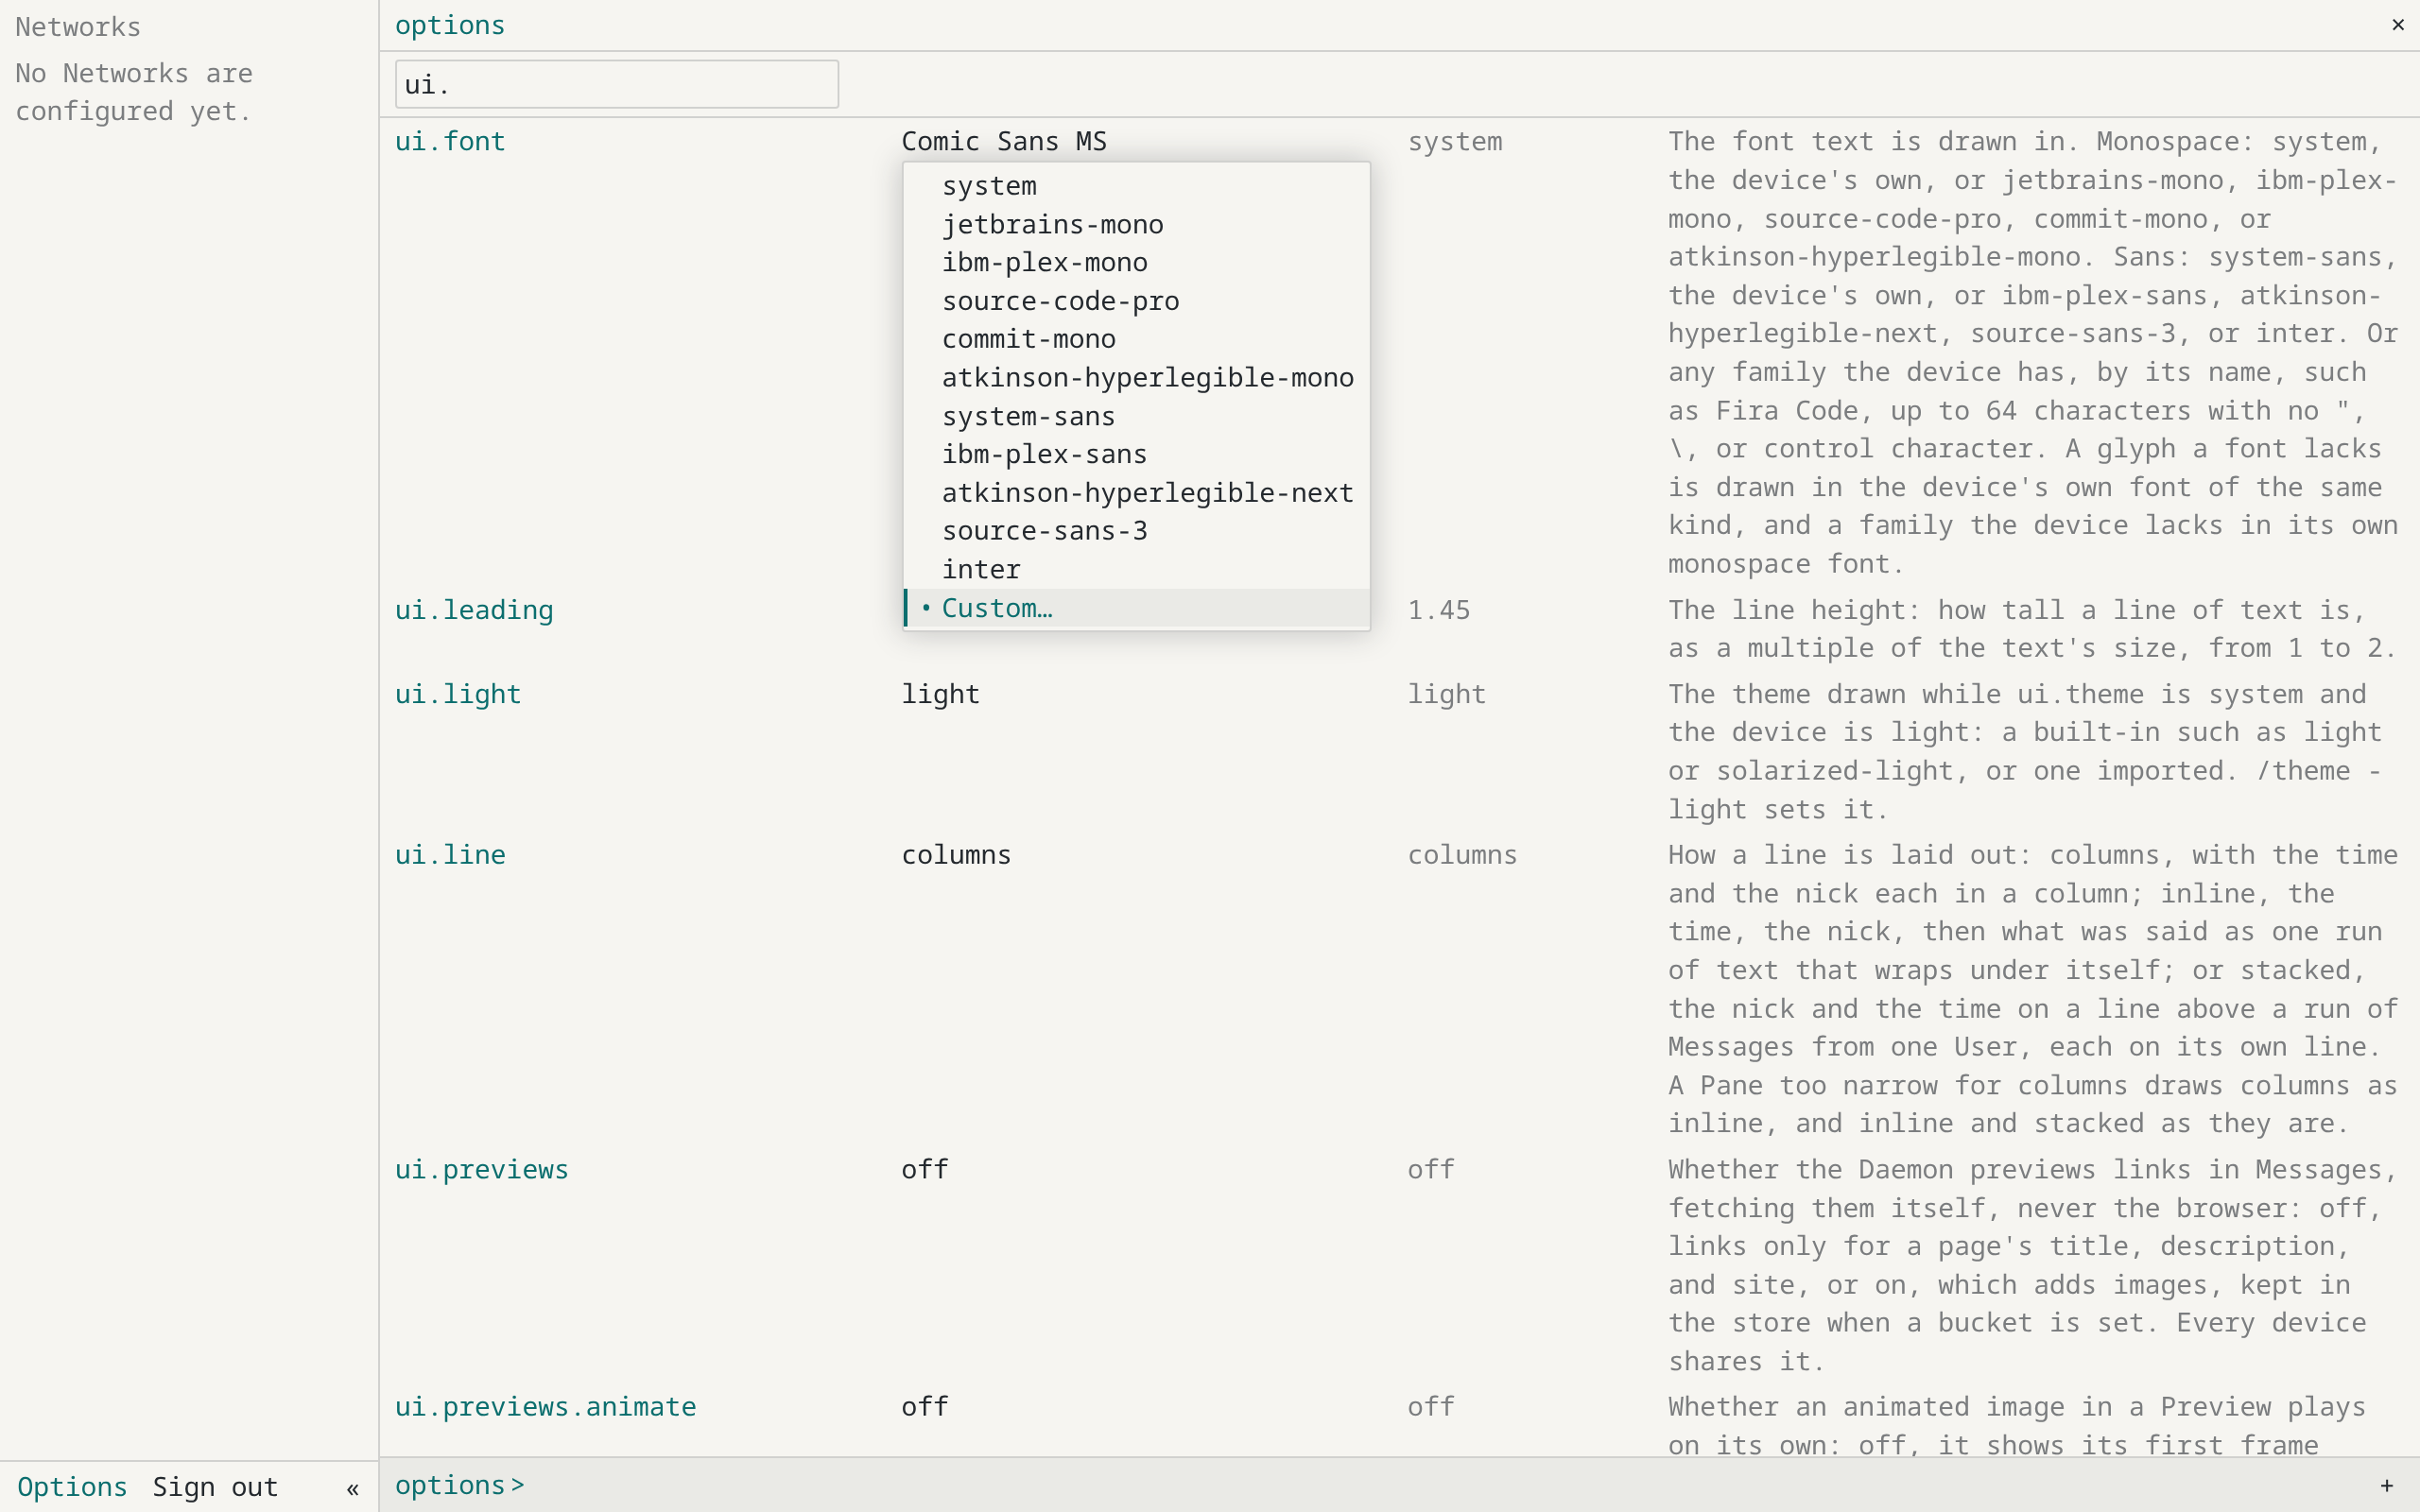 Networks
No Networks are
configured yet.
options
×
ui.
ui.font
Comic Sans MS
system
jetbrains-mono
ibm-plex-mono
source-code-pro
commit-mono
atkinson-hyperlegible-mono
system-sans
ibm-plex-sans
atkinson-hyperlegible-next
source-sans-3
inter
• Custom…
system
The font text is drawn in. Monospace: system,
the device's own, or jetbrains-mono, ibm-plex-
mono, source-code-pro, commit-mono, or
atkinson-hyperlegible-mono. Sans: system-sans,
the device's own, or ibm-plex-sans, atkinson-
hyperlegible-next, source-sans-3, or inter. Or
any family the device has, by its name, such
as Fira Code, up to 64 characters with no ",
\, or control character. A glyph a font lacks
is drawn in the device's own font of the same
kind, and a family the device lacks in its own
monospace font.
ui.leading
1.45
The line height: how tall a line of text is,
as a multiple of the text's size, from 1 to 2.
ui.light
light
light
The theme drawn while ui.theme is system and
the device is light: a built-in such as light
or solarized-light, or one imported. /theme -
light sets it.
ui.line
columns
columns
How a line is laid out: columns, with the time
and the nick each in a column; inline, the
time, the nick, then what was said as one run
of text that wraps under itself; or stacked,
the nick and the time on a line above a run of
Messages from one User, each on its own line.
A Pane too narrow for columns draws columns as
inline, and inline and stacked as they are.
ui.previews
off
off
Whether the Daemon previews links in Messages,
fetching them itself, never the browser: off,
links only for a page's title, description,
and site, or on, which adds images, kept in
the store when a bucket is set. Every device
shares it.
ui.previews.animate
off
off
Whether an animated image in a Preview plays
on its own: off, it shows its first frame
Options
Sign out
«
options>
+